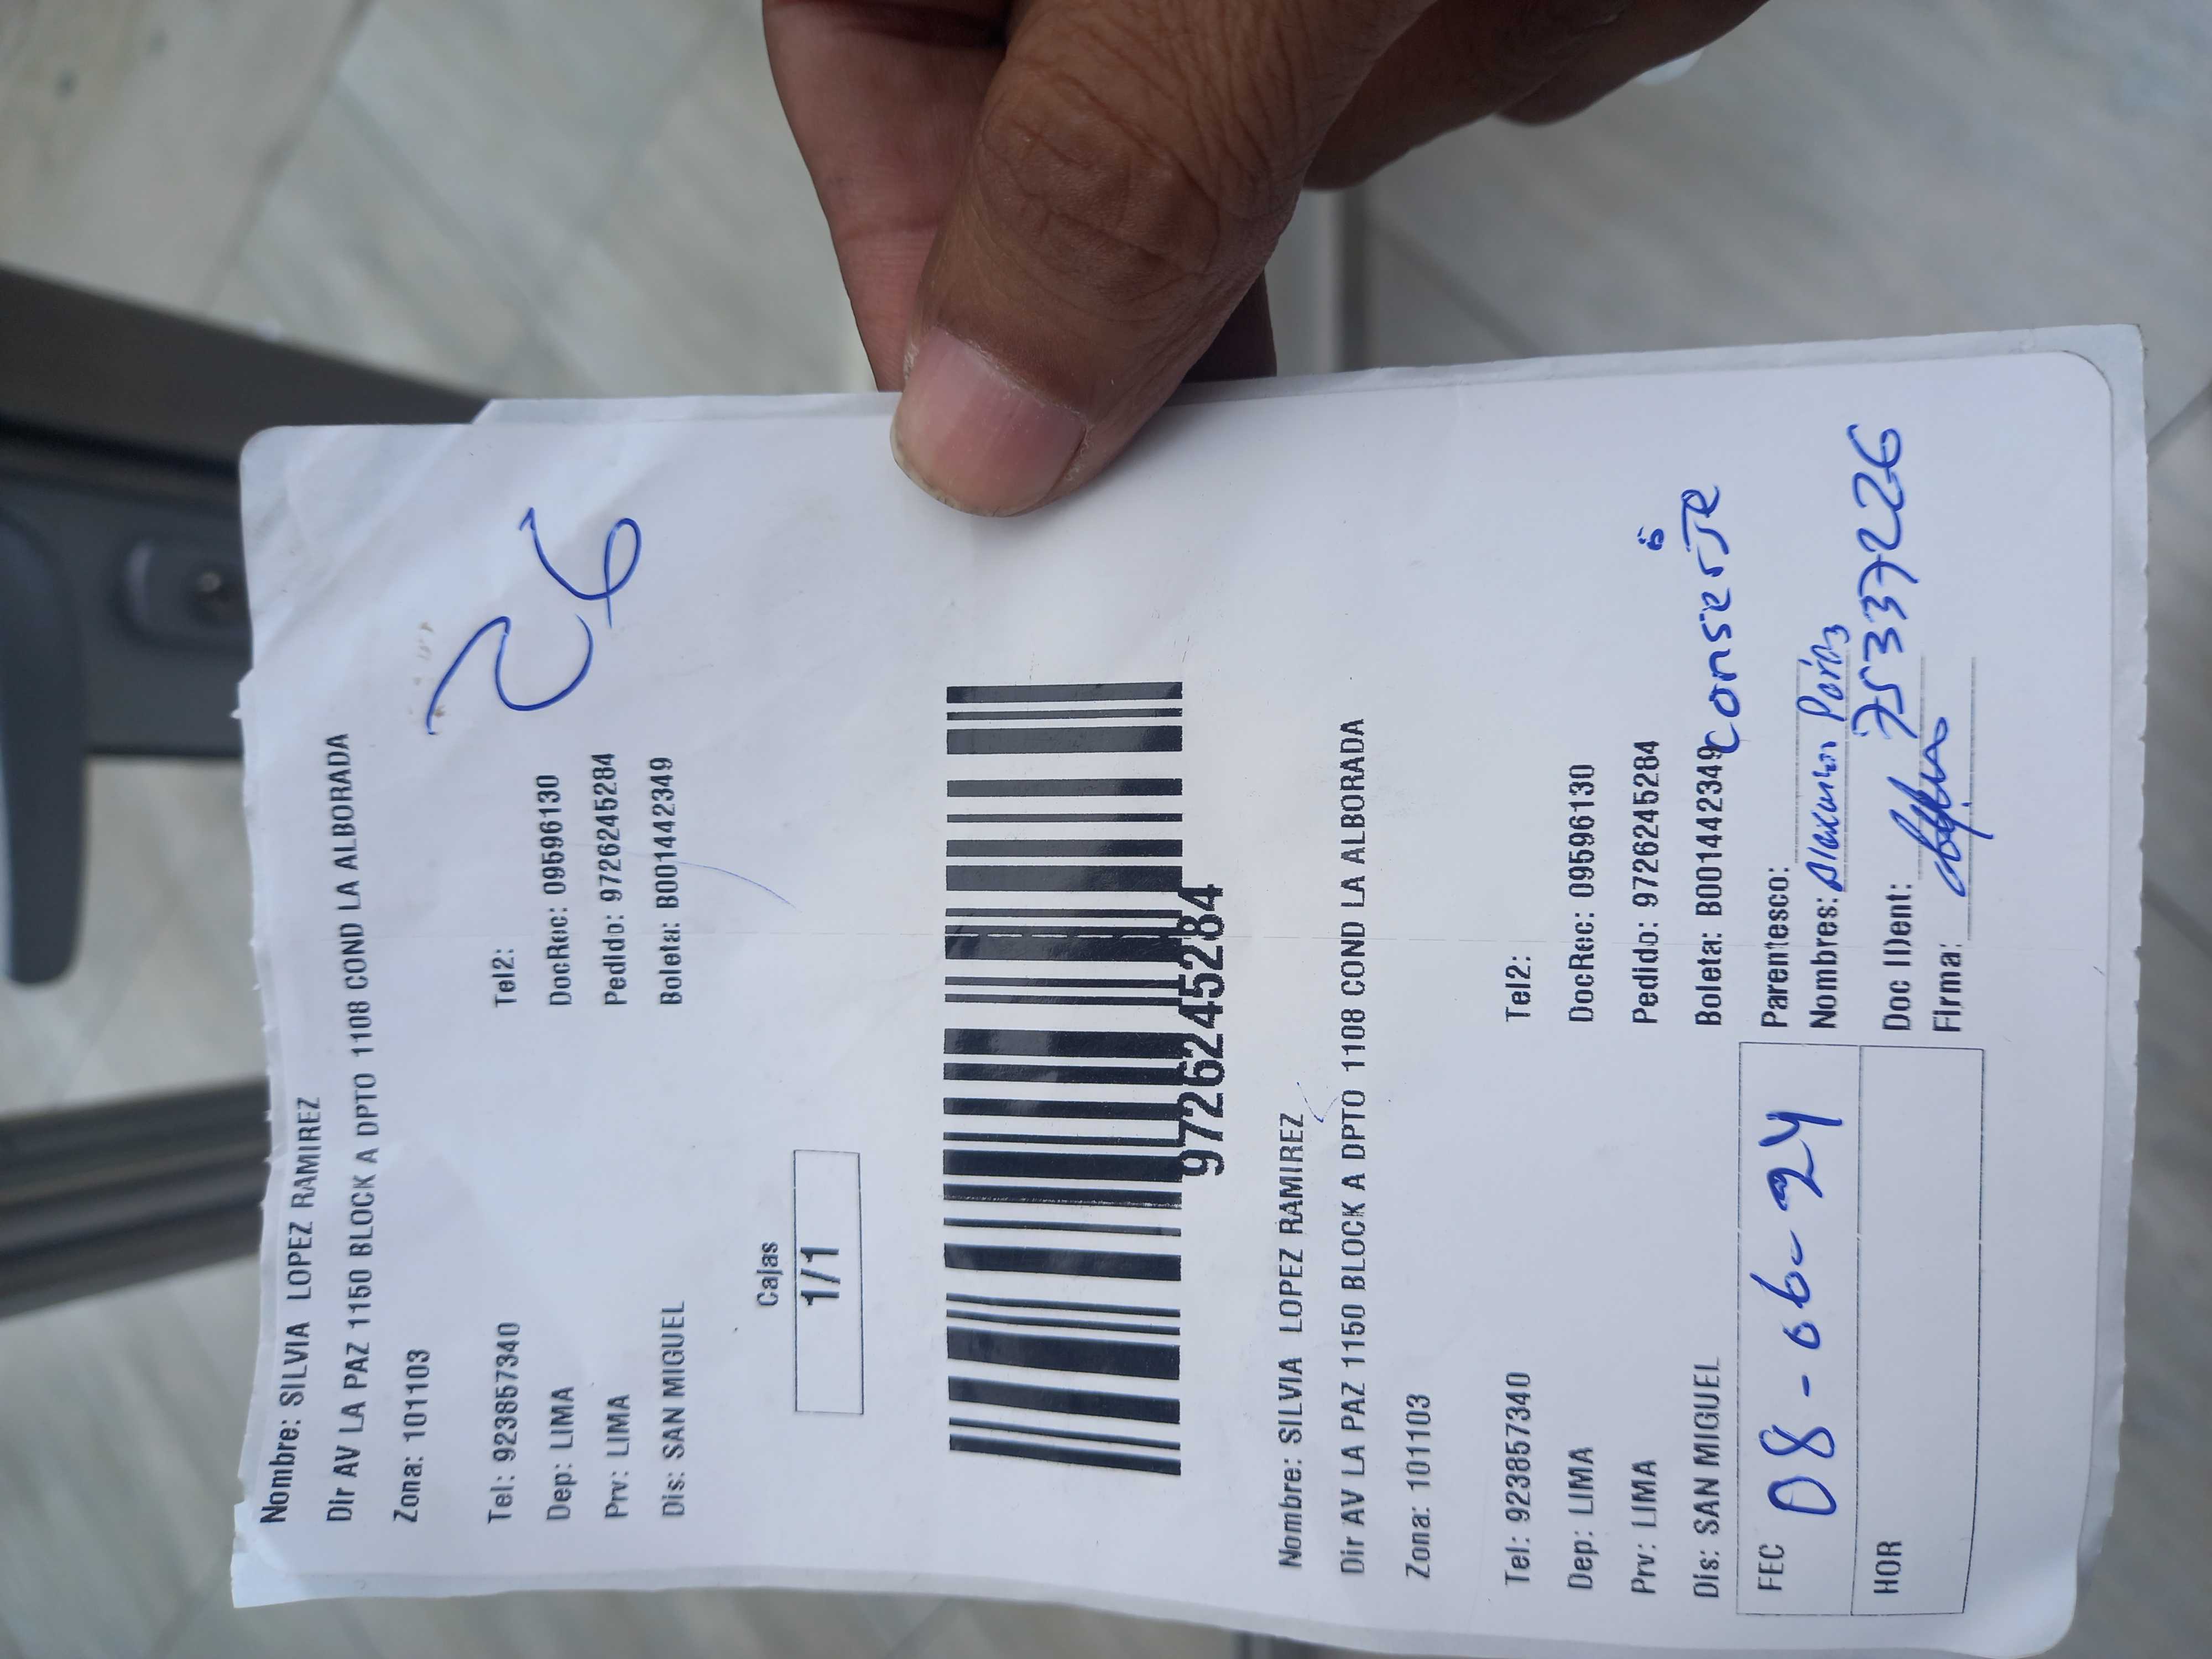 Nombre: SILVIA LOPEZ RAMIREZ
Dir AV LA PAZ 1150 BLOCK A DPTO 1108 COND LA ALBORADA
Zona: 101103
26
Tel: 923857340 Tel2:
Dep: LIMA DocRec: 09596130
Prv: LIMA Pedido: 97262452​84
Dis: SAN MIGUEL Boleta: B001442349
Cajas
1/1
9726245284
Nombre: SILVIA LOPEZ RAMIREZ
Dir AV LA PAZ 1150 BLOCK A DPTO 1108 COND LA ALBORADA
Zona: 101103
Tel: 923857340 Tel2:
Dep: LIMA DocRec: 09596130
Prv: LIMA Pedido: 9726245284
Dis: SAN MIGUEL Boleta: B001442349
conserje
FEC 08-06-24 Parentesco:
Nombres:
HOR Doc IDent: 75337226
Firma: